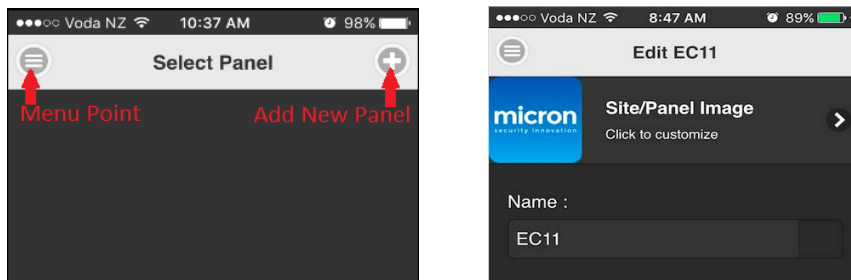 ●●●○○ Voda NZ 10:37 AM 98%
Select Panel
Menu Point
Add New Panel
●●●○○ Voda NZ 8:47 AM 89%
Edit EC11
micron
security innovation
Site/Panel Image
Click to customize
Name :
EC11